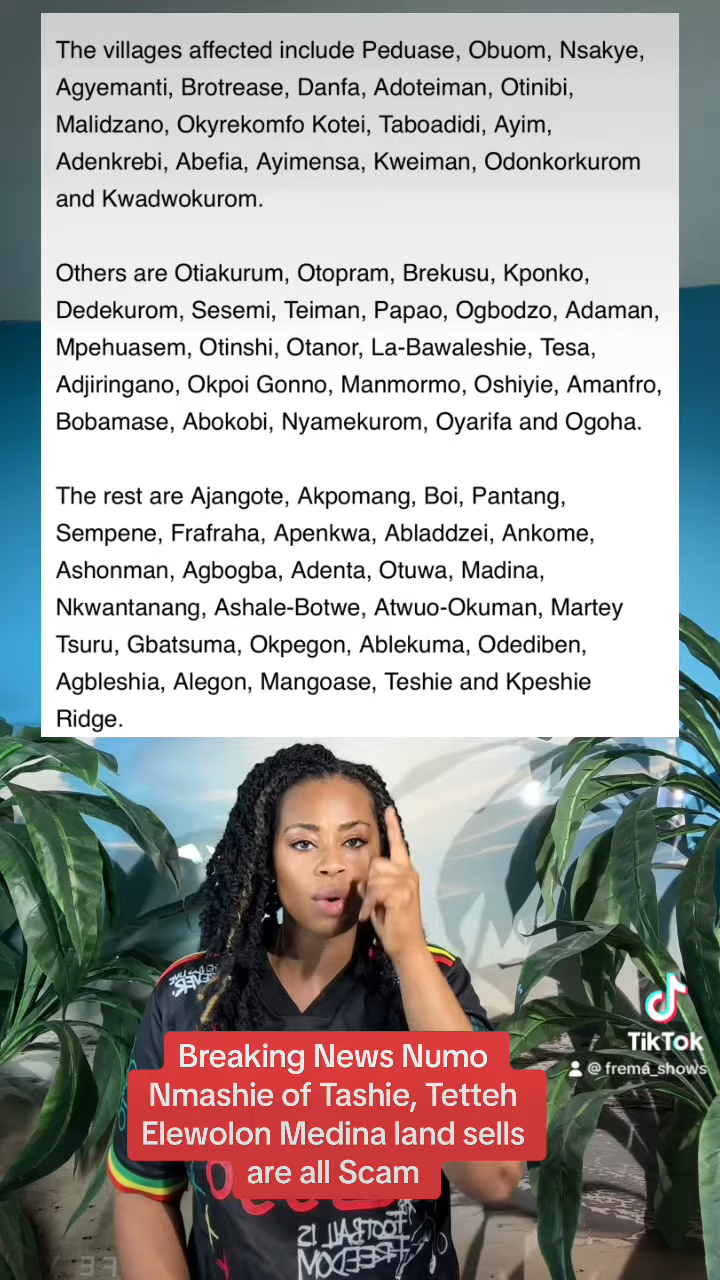 The villages affected include Peduase, Obuom, Nsakye,
Agyemanti, Brotrease, Danfa, Adoteiman, Otinibi,
Malidzano, Okyrekomfo Kotei, Taboadidi, Ayim,
Adenkrebi, Abefia, Ayimensa, Kweiman, Odonkorkurom
and Kwadwokurom.
Others are Otiakurum, Otopram, Brekusu, Kponko,
Dedekurom, Sesemi, Teiman, Papao, Ogbodzo, Adaman,
Mpehuasem, Otinshi, Otanor, La-Bawaleshie, Tesa,
Adjiringano, Okpoi Gonno, Manmormo, Oshiyie, Amanfro,
Bobamase, Abokobi, Nyamekurom, Oyarifa and Ogoha.
The rest are Ajangote, Akpomang, Boi, Pantang,
Sempene, Frafraha, Apenkwa, Abladdzei, Ankome,
Ashonman, Agbogba, Adenta, Otuwa, Madina,
Nkwantanang, Ashale-Botwe, Atwuo-Okuman, Martey
Tsuru, Gbatsuma, Okpegon, Ablekuma, Odediben,
Agbleshia, Alegon, Mangoase, Teshie and Kpeshie
Ridge.
TikTok
@frema_shows
Breaking News Numo
Nmashie of Tashie, Tetteh
Elewolon Medina land sells
are all Scam
FOOTBALL IS
FREEDOM